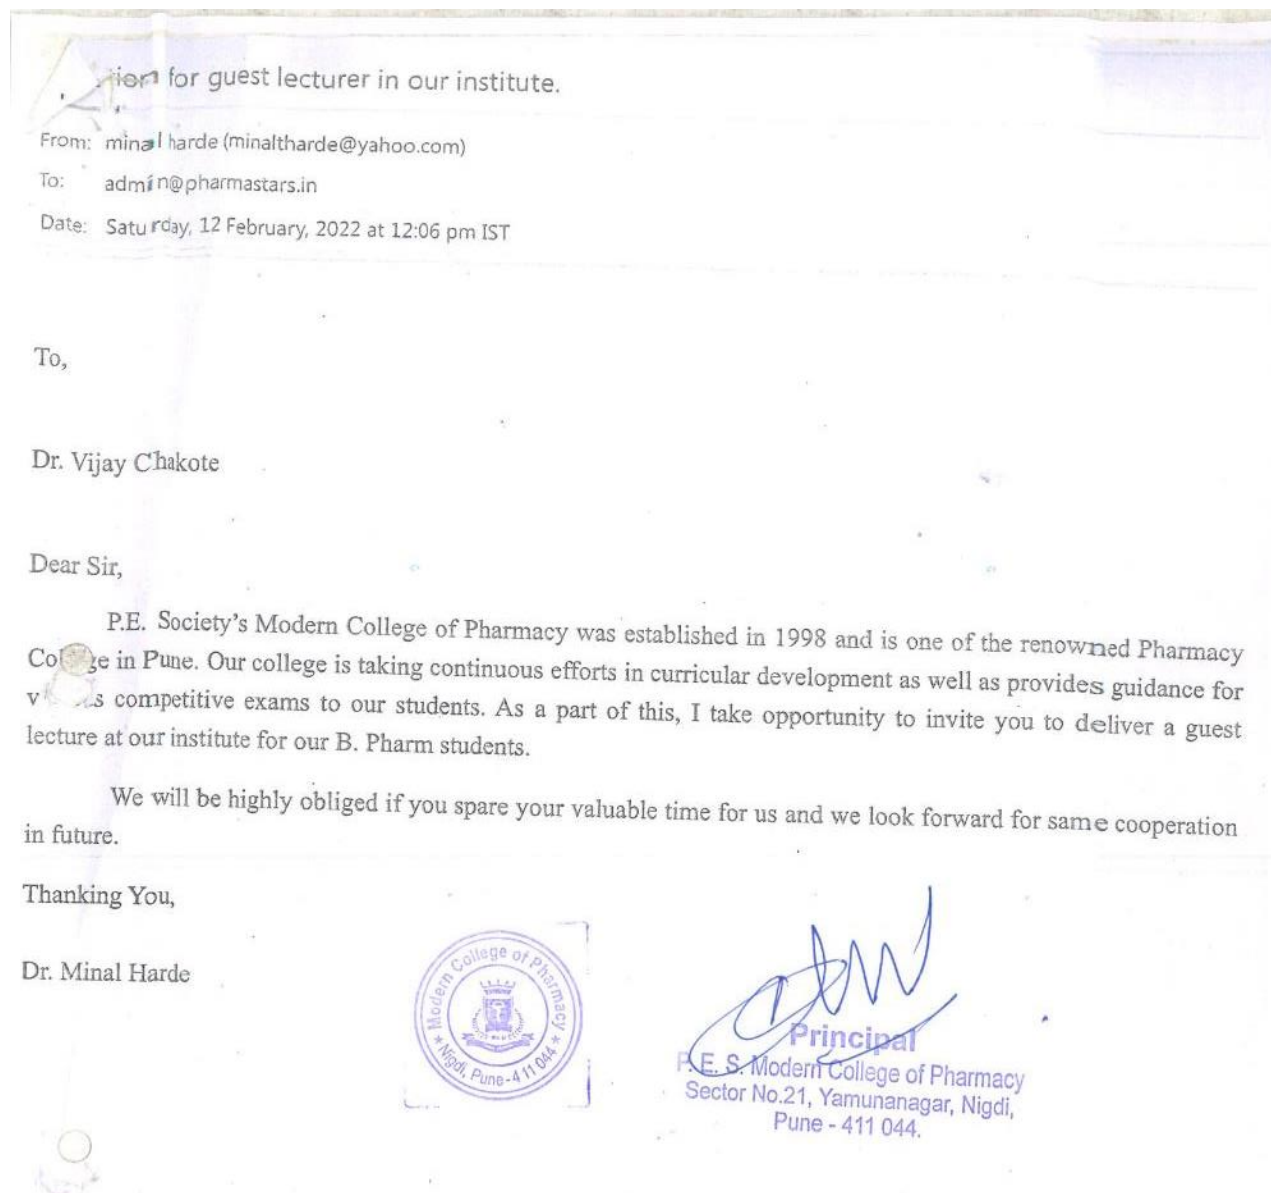 for guest lecturer in our institute.
From: minal harde (minaltharde@yahoo.com)
To: admin@pharmastars.in
Date: Saturday, 12 February, 2022 at 12:06 pm IST
To,
Dr. Vijay Chakote
Dear Sir,
P.E. Society's Modern College of Pharmacy was established in 1998 and is one of the renowned Pharmacy
in Pune. Our college is taking continuous efforts in curricular development as well as provides guidance for
competitive exams to our students. As a part of this, I take opportunity to invite you to deliver a guest
lecture at our institute for our B. Pharm students.
We will be highly obliged if you spare your valuable time for us and we look forward for same cooperation
in future.
Thanking You,
Dr. Minal Harde
Modern College of Pharmacy
★ Nigdi, Pune-411 044 ★
Principal
P. E. S. Modern College of Pharmacy
Sector No.21, Yamunanagar, Nigdi,
Pune - 411 044.